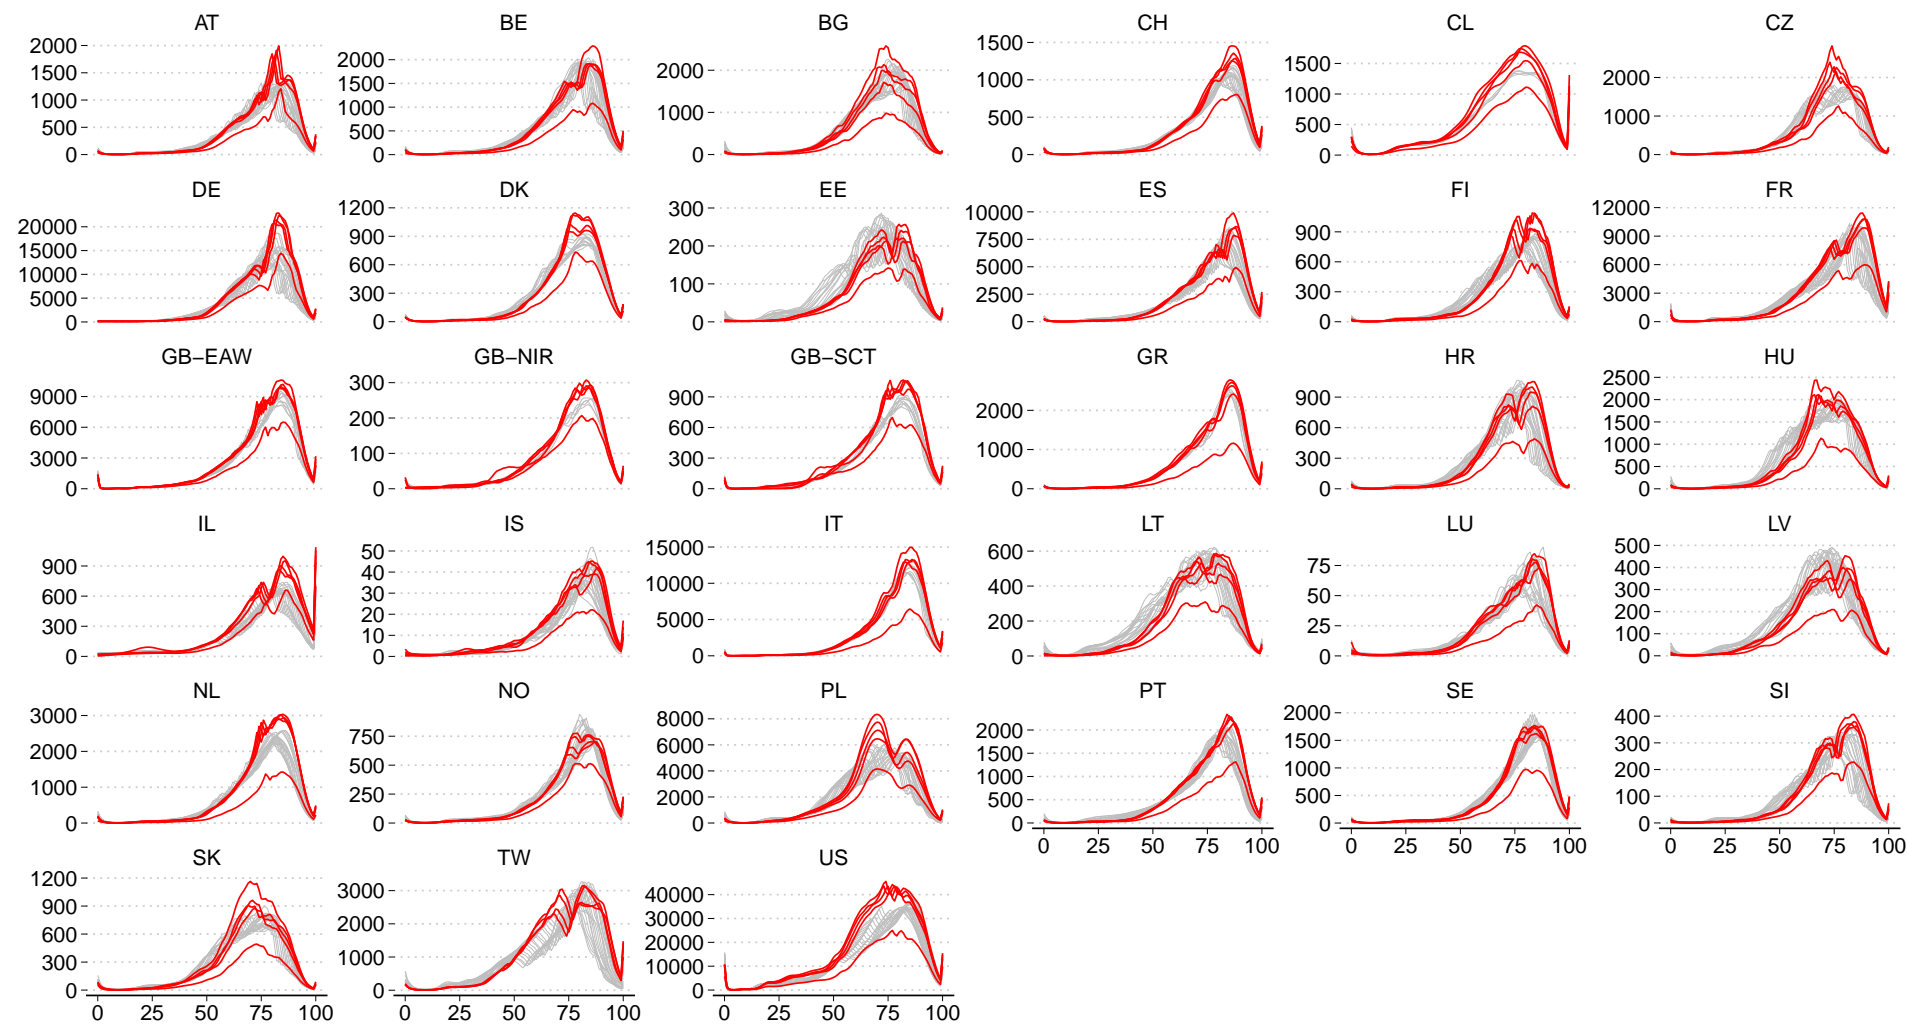 AT BE BG CH CL CZ
2000 1500 1000 500 0
2000 1500 1000 500 0
2000 1000 0
1500 1000 500 0
1500 1000 500 0
2000 1000 0
DE DK EE ES FI FR
20000 15000 10000 5000 0
1200 900 600 300 0
300 200 100 0
10000 7500 5000 2500 0
900 600 300 0
12000 9000 6000 3000 0
GB−EAW GB−NIR GB−SCT GR HR HU
9000 6000 3000 0
300 200 100 0
900 600 300 0
2000 1000 0
900 600 300 0
2500 2000 1500 1000 500 0
IL IS IT LT LU LV
900 600 300 0
50 40 30 20 10 0
15000 10000 5000 0
600 400 200 0
75 50 25 0
500 400 300 200 100 0
NL NO PL PT SE SI
3000 2000 1000 0
750 500 250 0
8000 6000 4000 2000 0
2000 1500 1000 500 0
2000 1500 1000 500 0
400 300 200 100 0
0 25 50 75 100 0 25 50 75 100 0 25 50 75 100
SK TW US
1200 900 600 300 0
3000 2000 1000 0
40000 30000 20000 10000 0
0 25 50 75 100 0 25 50 75 100 0 25 50 75 100